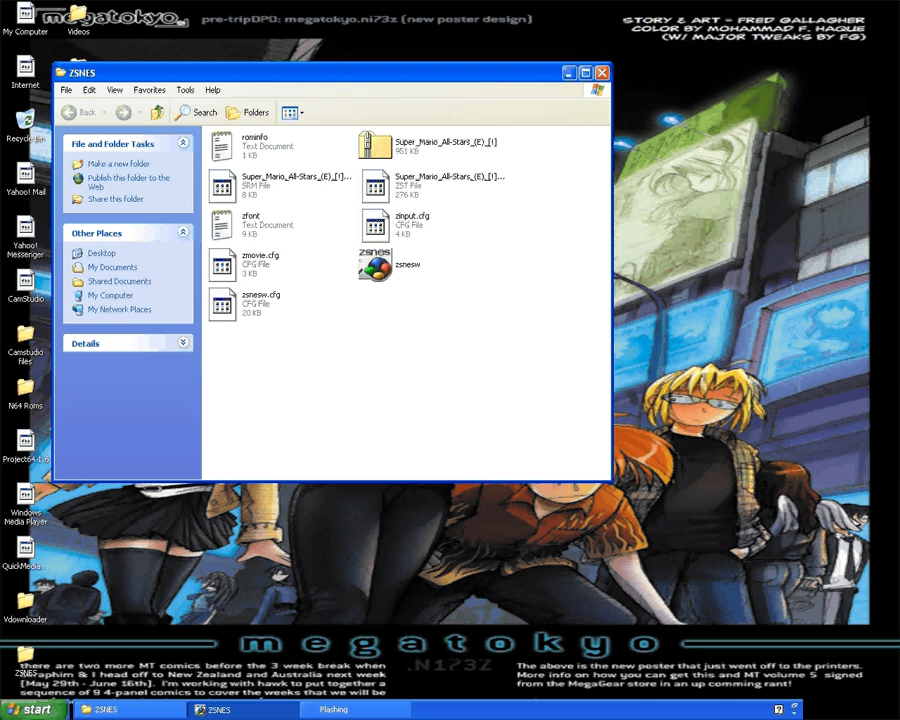 megatokyo
pre-tripDPD: megatokyo.ni73z (new poster design)
STORY & ART - FRED GALLAGHER
COLOR BY MOHAMMAD F. HAQUE
(W/ MAJOR TWEAKS BY FG)
My Computer
Videos
Internet
Yahoo! Mail
Yahoo!
Messenger
CamStudio
Camstudio
files
N64 Roms
Project64 1.6
Windows
Media Player
QuickMedia...
Vdownloader
ZSNES
ZSNES
File Edit View Favorites Tools Help
Back Search Folders
File and Folder Tasks
Make a new folder
Publish this folder to the
Web
Share this folder
Other Places
Desktop
My Documents
Shared Documents
My Computer
My Network Places
Details
rominfo
Text Document
1 KB
Super_Mario_All-Stars_(E)_[!]
951 KB
Super_Mario_All-Stars_(E)_[!]...
SRM File
8 KB
Super_Mario_All-Stars_(E)_[!]...
ZST File
276 KB
zfont
Text Document
9 KB
zinput.cfg
CFG File
4 KB
zmovie.cfg
CFG File
3 KB
zsnes
zsnesw
zsnesw.cfg
CFG File
20 KB
megatokyo
.N173Z
there are two more MT comics before the 3 week break when
Seraphim & I head off to New Zealand and Australia next week
[May 29th - June 16th]. I'm working with hawk to put together a
sequence of 9 4-panel comics to cover the weeks that we will be
The above is the new poster that just went off to the printers.
More info on how you can get this and MT volume 5 signed
from the MegaGear store in an up comming rant!
start
ZSNES
ZSNES
Flashing